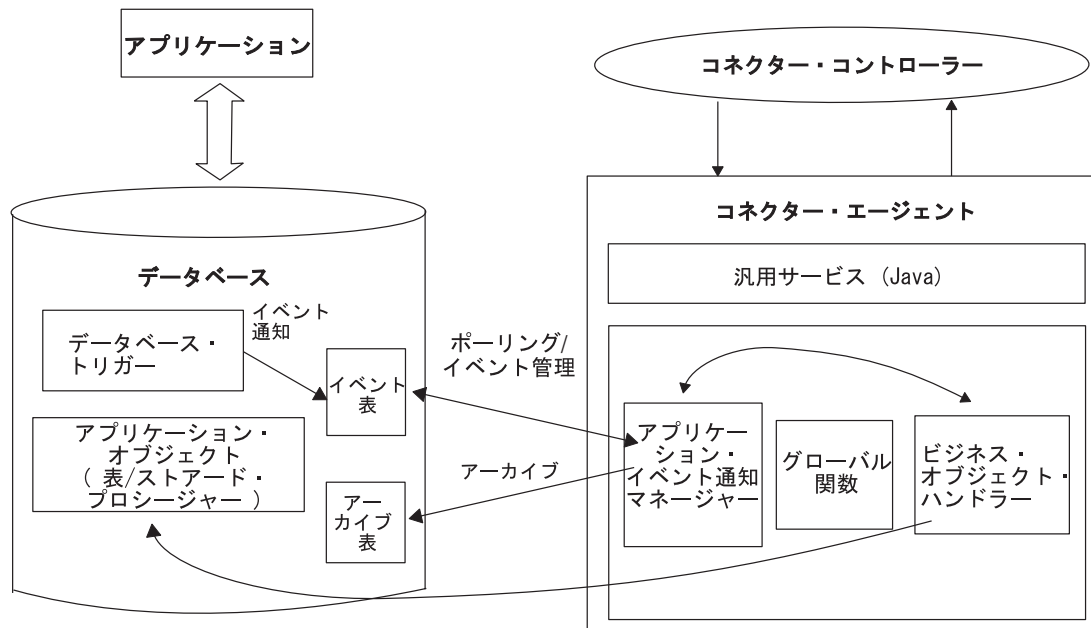 アプリケーション
コネクター・コントローラー
コネクター・エージェント
汎用サービス (Java)
データベース
イベント
通知
データベース・
トリガー
イベント
表
アプリケーション・
オブジェクト
( 表/ストアード・
プロシージャー )
アー
カイブ
表
ポーリング/
イベント管理
アーカイブ
アプリケー
ション・
イベント通知
マネージャー
グローバル
関数
ビジネス・
オブジェクト・
ハンドラー